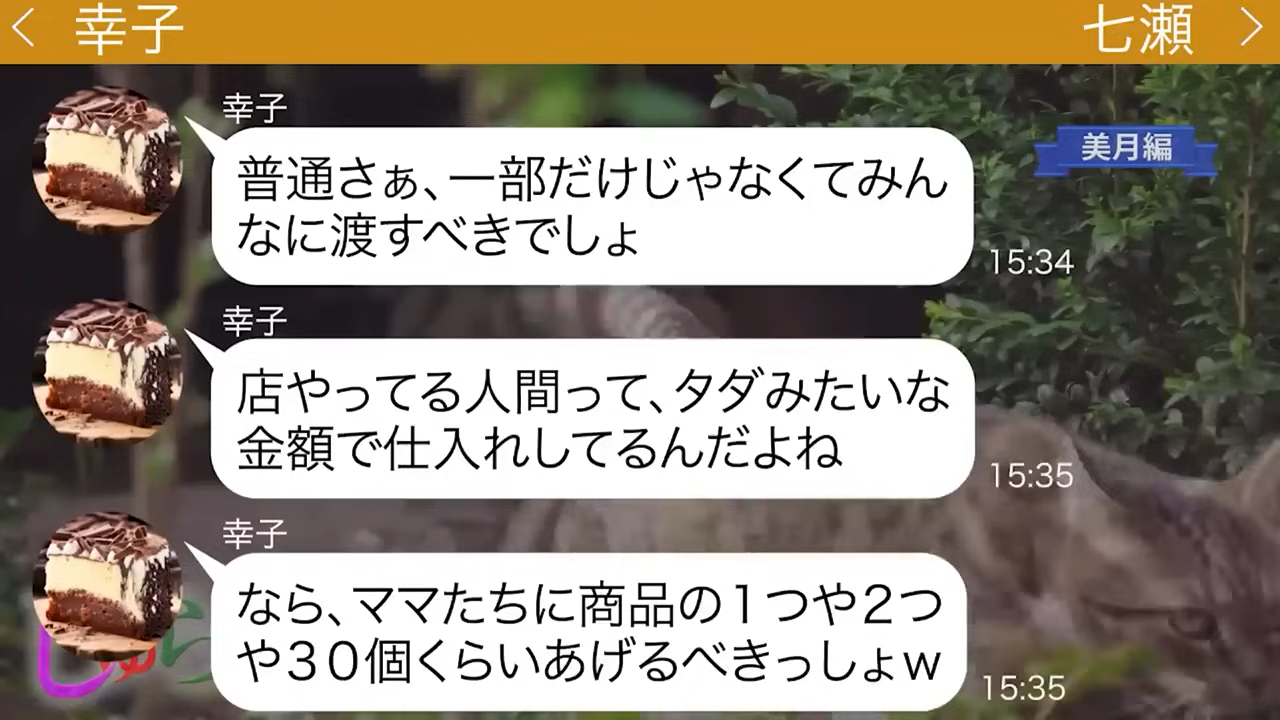 幸子
七瀬
美月編
幸子
普通さぁ、一部だけじゃなくてみん
なに渡すべきでしょ
15:34
幸子
店やってる人間って、タダみたいな
金額で仕入れしてるんだよね
15:35
幸子
なら、ママたちに商品の１つや２つ
や３０個くらいあげるべきっしょｗ
15:35